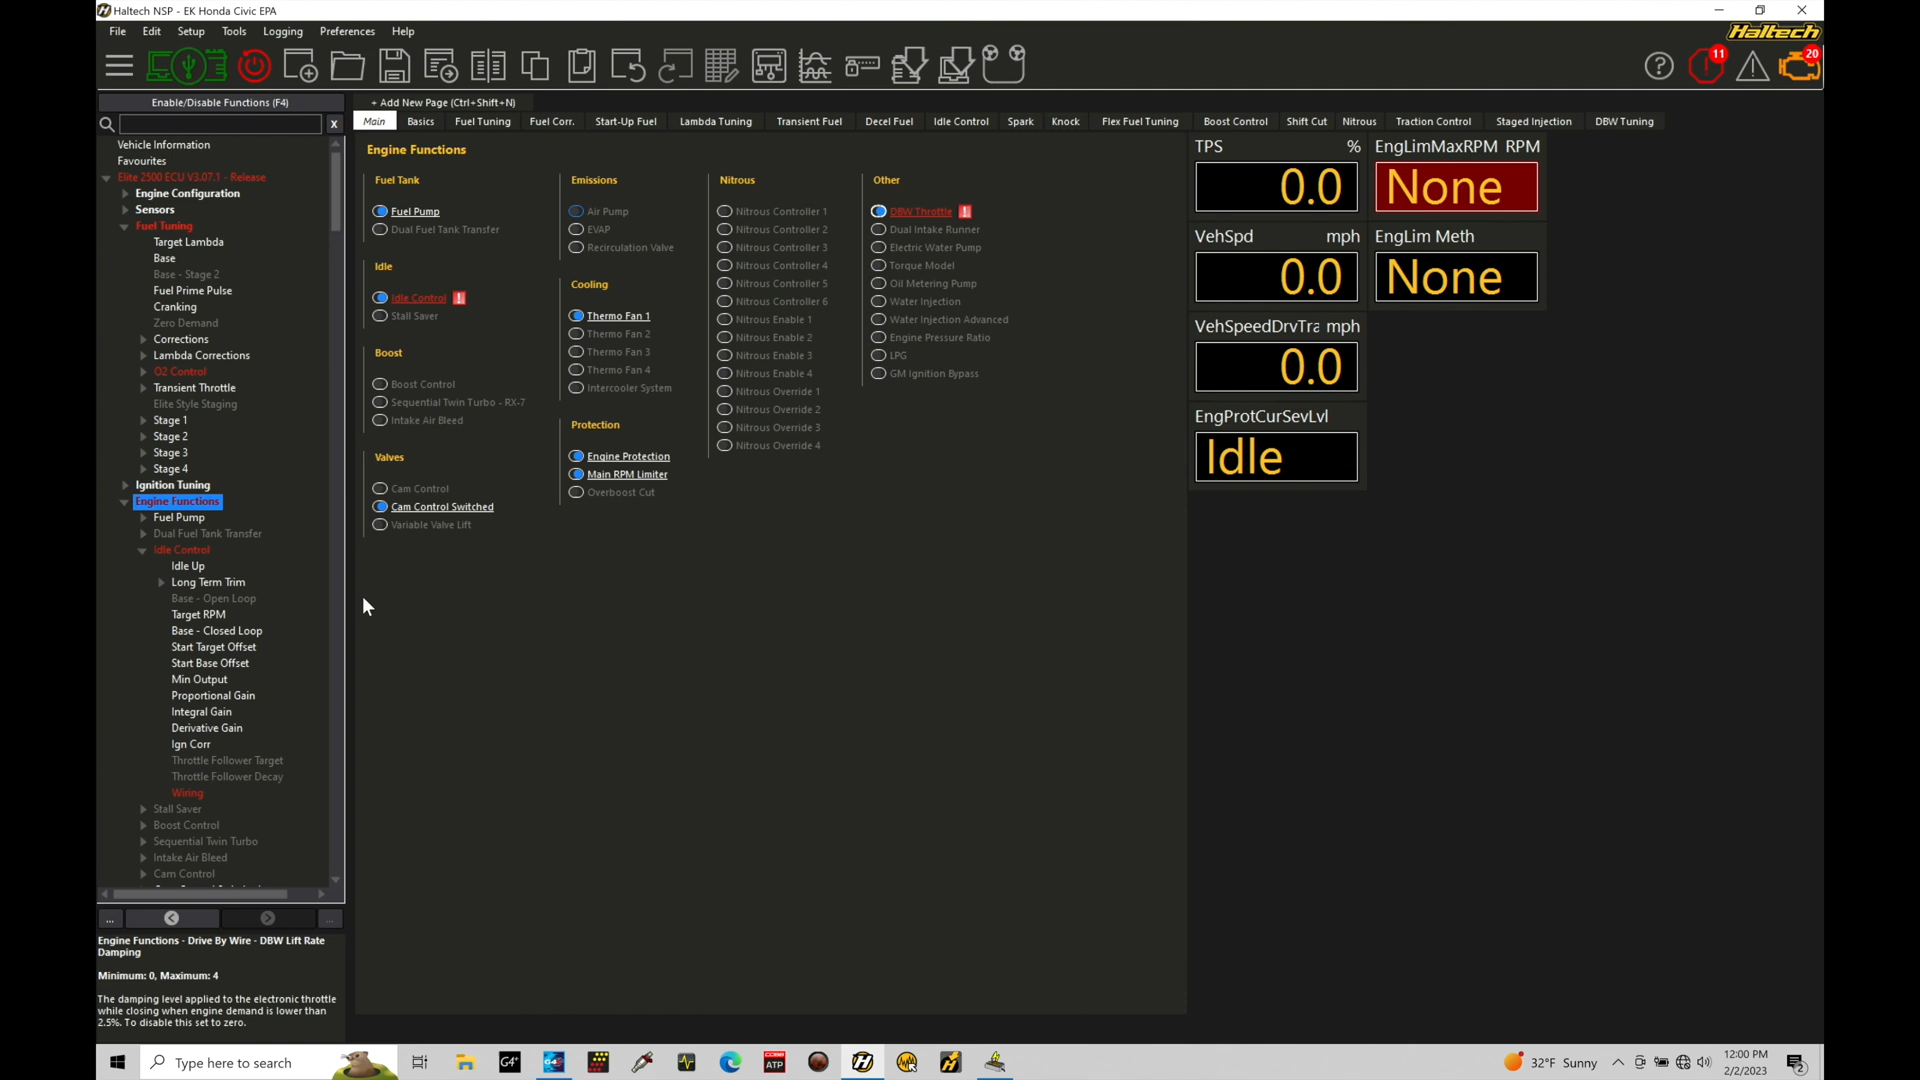 Haltech NSP - EK Honda Civic EPA
File Edit Setup Tools Logging Preferences Help
Haltech
11
20
Enable/Disable Functions (F4)
+ Add New Page (Ctrl+Shift+N)
x
Main Basics Fuel Tuning Fuel Corr. Start-Up Fuel Lambda Tuning Transient Fuel Decel Fuel Idle Control Spark Knock Flex Fuel Tuning Boost Control Shift Cut Nitrous Traction Control Staged Injection DBW Tuning
Vehicle Information
Favourites
Elite 2500 ECU V3.07.1 - Release
Engine Configuration
Sensors
Fuel Tuning
Target Lambda
Base
Base - Stage 2
Fuel Prime Pulse
Cranking
Zero Demand
Corrections
Lambda Corrections
O2 Control
Transient Throttle
Elite Style Staging
Stage 1
Stage 2
Stage 3
Stage 4
Ignition Tuning
Engine Functions
Fuel Pump
Dual Fuel Tank Transfer
Idle Control
Idle Up
Long Term Trim
Base - Open Loop
Target RPM
Base - Closed Loop
Start Target Offset
Start Base Offset
Min Output
Proportional Gain
Integral Gain
Derivative Gain
Ign Corr
Throttle Follower Target
Throttle Follower Decay
Wiring
Stall Saver
Boost Control
Sequential Twin Turbo
Intake Air Bleed
Cam Control
... ...
Engine Functions - Drive By Wire - DBW Lift Rate
Damping
Minimum: 0, Maximum: 4
The damping level applied to the electronic throttle
while closing when engine demand is lower than
2.5%. To disable this set to zero.
Engine Functions
Fuel Tank
Fuel Pump
Dual Fuel Tank Transfer
Idle
Idle Control !
Stall Saver
Boost
Boost Control
Sequential Twin Turbo - RX-7
Intake Air Bleed
Valves
Cam Control
Cam Control Switched
Variable Valve Lift
Emissions
Air Pump
EVAP
Recirculation Valve
Cooling
Thermo Fan 1
Thermo Fan 2
Thermo Fan 3
Thermo Fan 4
Intercooler System
Protection
Engine Protection
Main RPM Limiter
Overboost Cut
Nitrous
Nitrous Controller 1
Nitrous Controller 2
Nitrous Controller 3
Nitrous Controller 4
Nitrous Controller 5
Nitrous Controller 6
Nitrous Enable 1
Nitrous Enable 2
Nitrous Enable 3
Nitrous Enable 4
Nitrous Override 1
Nitrous Override 2
Nitrous Override 3
Nitrous Override 4
Other
DBW Throttle !
Dual Intake Runner
Electric Water Pump
Torque Model
Oil Metering Pump
Water Injection
Water Injection Advanced
Engine Pressure Ratio
LPG
GM Ignition Bypass
TPS %
0.0
EngLimMaxRPM RPM
None
VehSpd mph
0.0
EngLim Meth
None
VehSpeedDrvTra mph
0.0
EngProtCurSevLvl
Idle
Type here to search
G4+
COBB
ATP
32°F Sunny
12:00 PM
2/2/2023
2